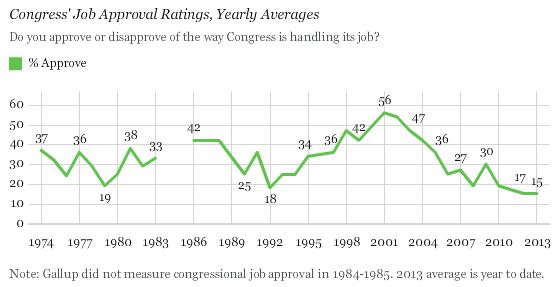 Congress' Job Approval Ratings, Yearly Averages
Do you approve or disapprove of the way Congress is handling its job?
% Approve
60
50
40
30
20
10
0
37 36 19 38 33 42 25 18 34 36 42 56 47 36 27 30 17 15
1974 1977 1980 1983 1986 1989 1992 1995 1998 2001 2004 2007 2010 2013
Note: Gallup did not measure congressional job approval in 1984-1985. 2013 average is year to date.